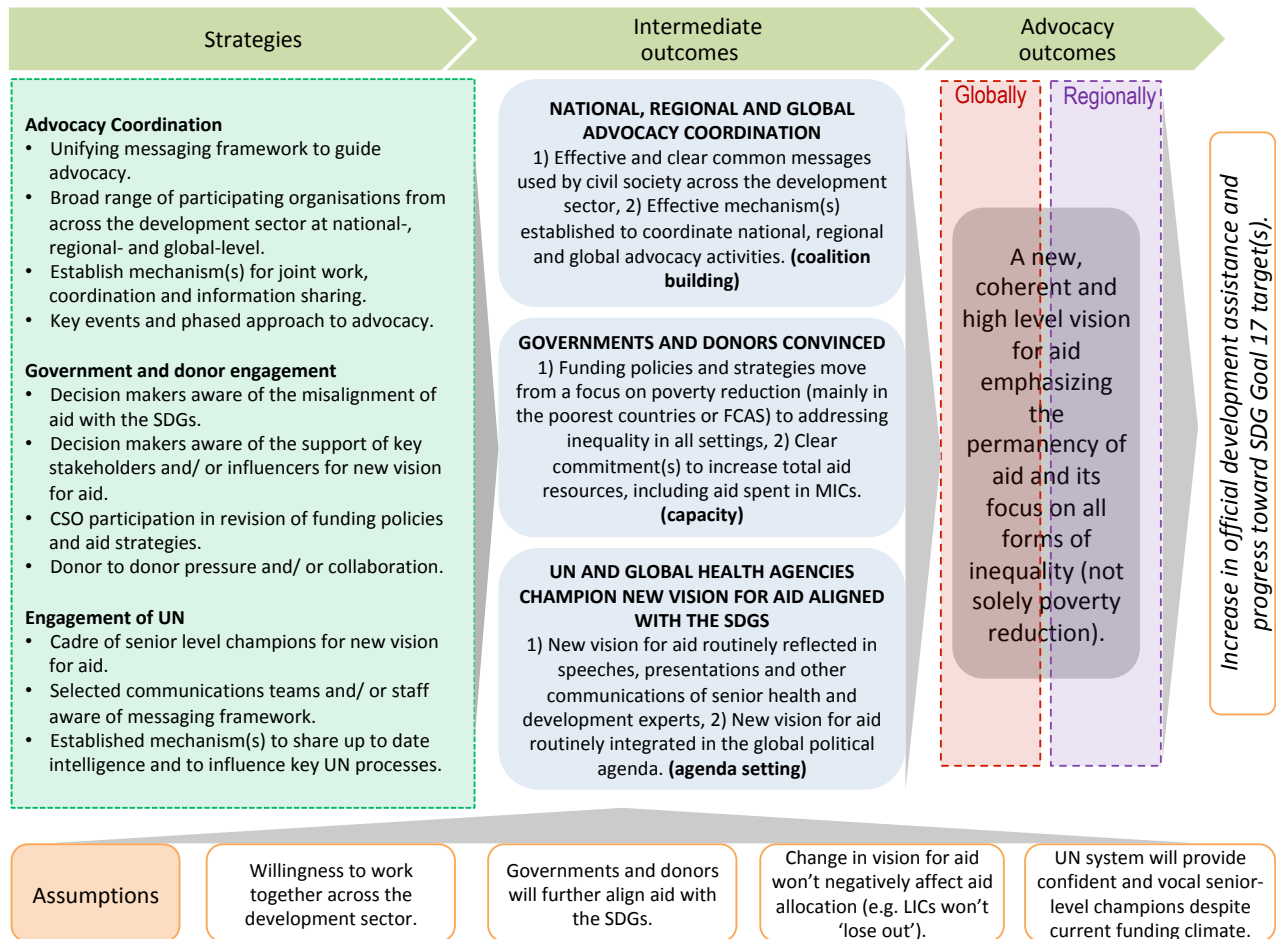 Strategies
Intermediate
outcomes
Advocacy
outcomes
Advocacy Coordination
• Unifying messaging framework to guide
advocacy.
• Broad range of participating organisations from
across the development sector at national-,
regional- and global-level.
• Establish mechanism(s) for joint work,
coordination and information sharing.
• Key events and phased approach to advocacy.
Government and donor engagement
• Decision makers aware of the misalignment of
aid with the SDGs.
• Decision makers aware of the support of key
stakeholders and/ or influencers for new vision
for aid.
• CSO participation in revision of funding policies
and aid strategies.
• Donor to donor pressure and/ or collaboration.
Engagement of UN
• Cadre of senior level champions for new vision
for aid.
• Selected communications teams and/ or staff
aware of messaging framework.
• Established mechanism(s) to share up to date
intelligence and to influence key UN processes.
NATIONAL, REGIONAL AND GLOBAL
ADVOCACY COORDINATION
1) Effective and clear common messages
used by civil society across the development
sector, 2) Effective mechanism(s)
established to coordinate national, regional
and global advocacy activities. (coalition
building)
GOVERNMENTS AND DONORS CONVINCED
1) Funding policies and strategies move
from a focus on poverty reduction (mainly in
the poorest countries or FCAS) to addressing
inequality in all settings, 2) Clear
commitment(s) to increase total aid
resources, including aid spent in MICs.
(capacity)
UN AND GLOBAL HEALTH AGENCIES
CHAMPION NEW VISION FOR AID ALIGNED
WITH THE SDGS
1) New vision for aid routinely reflected in
speeches, presentations and other
communications of senior health and
development experts, 2) New vision for aid
routinely integrated in the global political
agenda. (agenda setting)
Globally
Regionally
A new,
coherent and
high level vision
for aid
emphasizing
the
permanency of
aid and its
focus on all
forms of
inequality (not
solely poverty
reduction).
Increase in official development assistance and
progress toward SDG Goal 17 target(s).
Assumptions
Willingness to work
together across the
development sector.
Governments and donors
will further align aid with
the SDGs.
Change in vision for aid
won't negatively affect aid
allocation (e.g. LICs won't
'lose out').
UN system will provide
confident and vocal senior-
level champions despite
current funding climate.